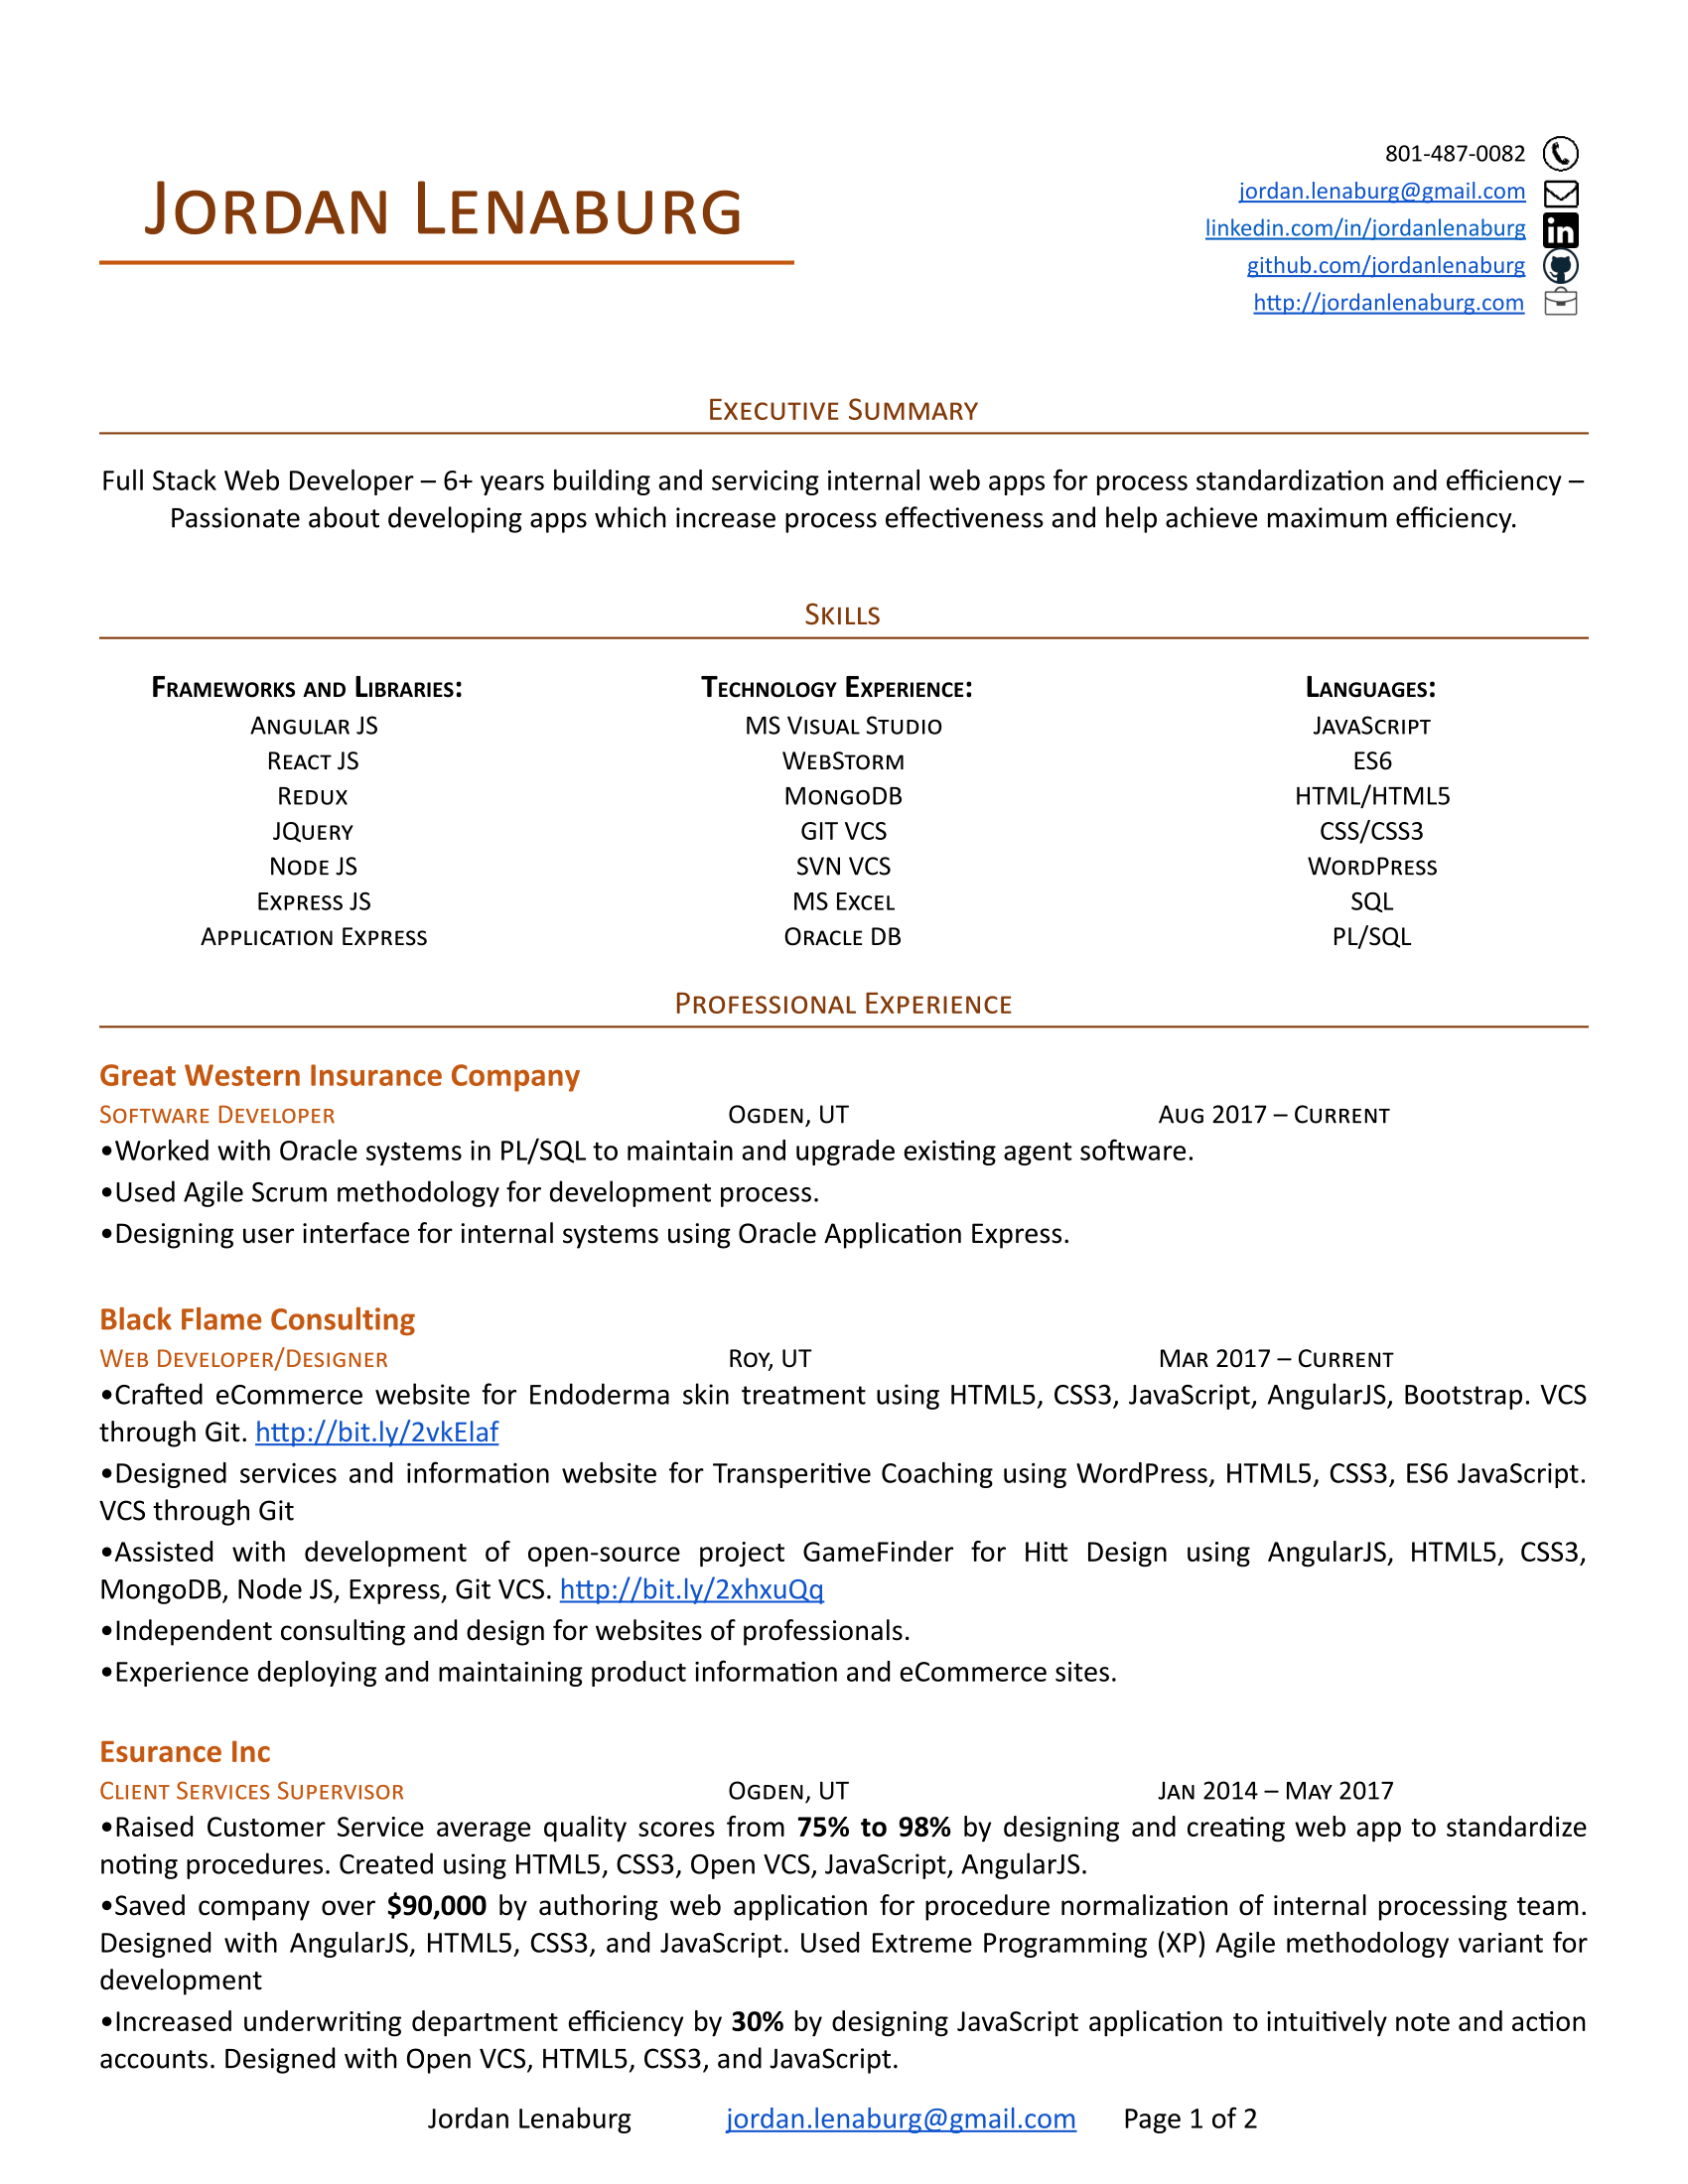 Jordan Lenaburg
801-487-0082
jordan.lenaburg@gmail.com
linkedin.com/in/jordanlenaburg
github.com/jordanlenaburg
http://jordanlenaburg.com
Executive Summary
Full Stack Web Developer – 6+ years building and servicing internal web apps for process standardization and efficiency –
Passionate about developing apps which increase process effectiveness and help achieve maximum efficiency.
Skills
Frameworks and Libraries:
Angular JS
React JS
Redux
JQuery
Node JS
Express JS
Application Express
Technology Experience:
MS Visual Studio
WebStorm
MongoDB
GIT VCS
SVN VCS
MS Excel
Oracle DB
Languages:
JavaScript
ES6
HTML/HTML5
CSS/CSS3
WordPress
SQL
PL/SQL
Professional Experience
Great Western Insurance Company
Software Developer Ogden, UT Aug 2017 – Current
•Worked with Oracle systems in PL/SQL to maintain and upgrade existing agent software.
•Used Agile Scrum methodology for development process.
•Designing user interface for internal systems using Oracle Application Express.
Black Flame Consulting
Web Developer/Designer Roy, UT Mar 2017 – Current
•Crafted eCommerce website for Endoderma skin treatment using HTML5, CSS3, JavaScript, AngularJS, Bootstrap. VCS
through Git. http://bit.ly/2vkElaf
•Designed services and information website for Transperitive Coaching using WordPress, HTML5, CSS3, ES6 JavaScript.
VCS through Git
•Assisted with development of open-source project GameFinder for Hitt Design using AngularJS, HTML5, CSS3,
MongoDB, Node JS, Express, Git VCS. http://bit.ly/2xhxuQq
•Independent consulting and design for websites of professionals.
•Experience deploying and maintaining product information and eCommerce sites.
Esurance Inc
Client Services Supervisor Ogden, UT Jan 2014 – May 2017
•Raised Customer Service average quality scores from 75% to 98% by designing and creating web app to standardize
noting procedures. Created using HTML5, CSS3, Open VCS, JavaScript, AngularJS.
•Saved company over $90,000 by authoring web application for procedure normalization of internal processing team.
Designed with AngularJS, HTML5, CSS3, and JavaScript. Used Extreme Programming (XP) Agile methodology variant for
development
•Increased underwriting department efficiency by 30% by designing JavaScript application to intuitively note and action
accounts. Designed with Open VCS, HTML5, CSS3, and JavaScript.
Jordan Lenaburg jordan.lenaburg@gmail.com Page 1 of 2